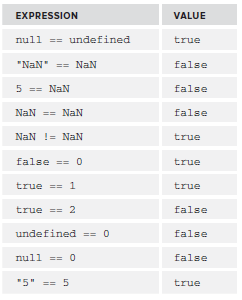 EXPRESSION VALUE
null == undefined true
"NaN" == NaN false
5 == NaN false
NaN == NaN false
NaN != NaN true
false == 0 true
true == 1 true
true == 2 false
undefined == 0 false
null == 0 false
"5" == 5 true